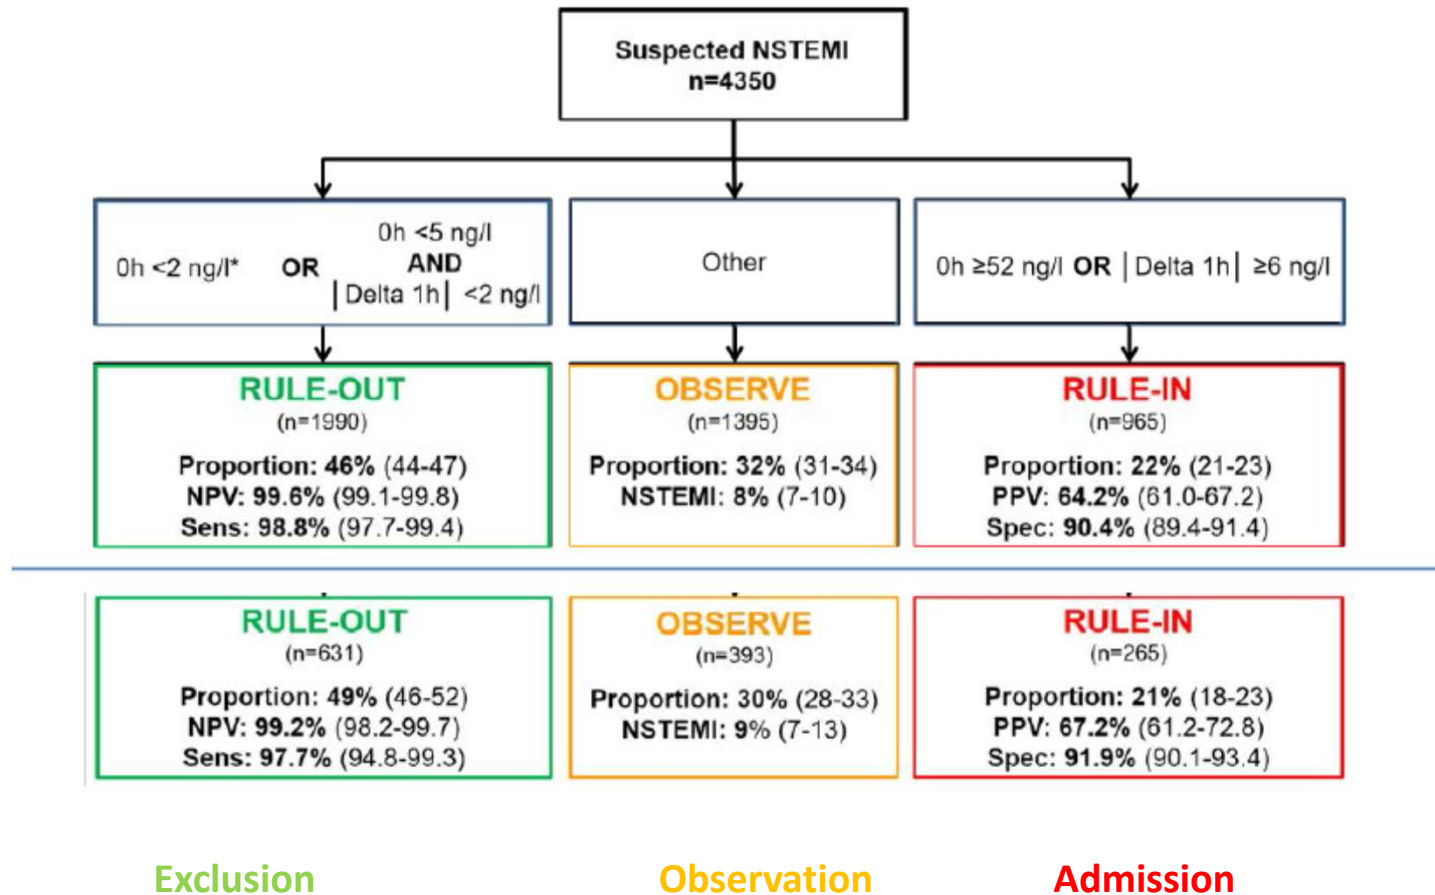 Suspected NSTEMI
n=4350
0h <2 ng/l*
OR
0h <5 ng/l
AND
|Delta 1h| <2 ng/l
Other
0h ≥52 ng/l OR |Delta 1h| ≥6 ng/l
RULE-OUT
(n=1990)
Proportion: 46% (44-47)
NPV: 99.6% (99.1-99.8)
Sens: 98.8% (97.7-99.4)
OBSERVE
(n=1395)
Proportion: 32% (31-34)
NSTEMI: 8% (7-10)
RULE-IN
(n=965)
Proportion: 22% (21-23)
PPV: 64.2% (61.0-67.2)
Spec: 90.4% (89.4-91.4)
RULE-OUT
(n=631)
Proportion: 49% (46-52)
NPV: 99.2% (98.2-99.7)
Sens: 97.7% (94.8-99.3)
OBSERVE
(n=393)
Proportion: 30% (28-33)
NSTEMI: 9% (7-13)
RULE-IN
(n=265)
Proportion: 21% (18-23)
PPV: 67.2% (61.2-72.8)
Spec: 91.9% (90.1-93.4)
Exclusion
Observation
Admission